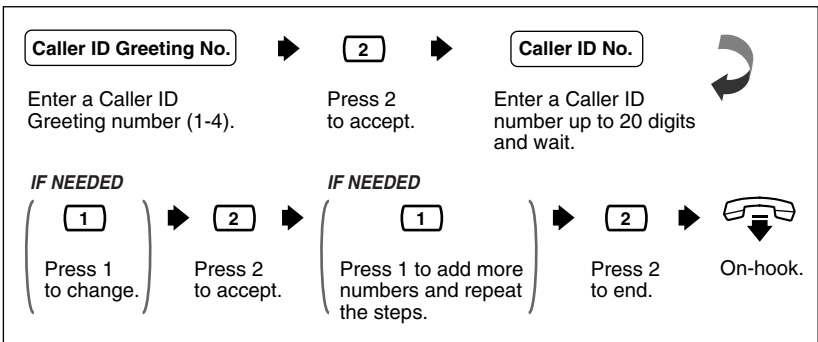 Caller ID Greeting No.
2
Caller ID No.
Enter a Caller ID
Greeting number (1-4).
Press 2
to accept.
Enter a Caller ID
number up to 20 digits
and wait.
IF NEEDED
IF NEEDED
1
2
1
2
Press 1
to change.
Press 2
to accept.
Press 1 to add more
numbers and repeat
the steps.
Press 2
to end.
On-hook.